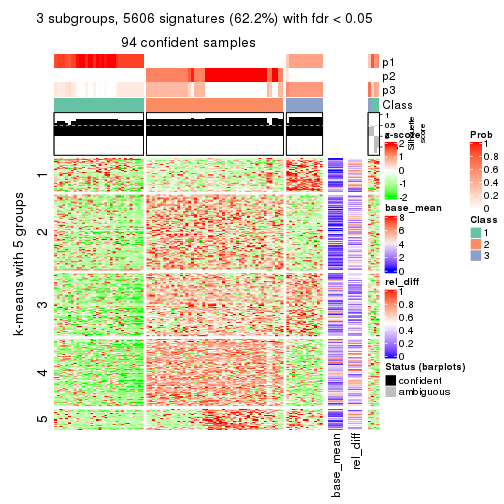 3 subgroups, 5606 signatures (62.2%) with fdr < 0.05
94 confident samples
p1
p2
p3
Class
1
0.5
0
Silhouette
score
k-means with 5 groups
1
2
3
4
5
base_mean
rel_diff
z-score
2
1
0
-1
-2
base_mean
8
6
4
2
0
rel_diff
1
0.8
0.6
0.4
0.2
0
Status (barplots)
confident
ambiguous
Prob
1
0.8
0.6
0.4
0.2
0
Class
1
2
3